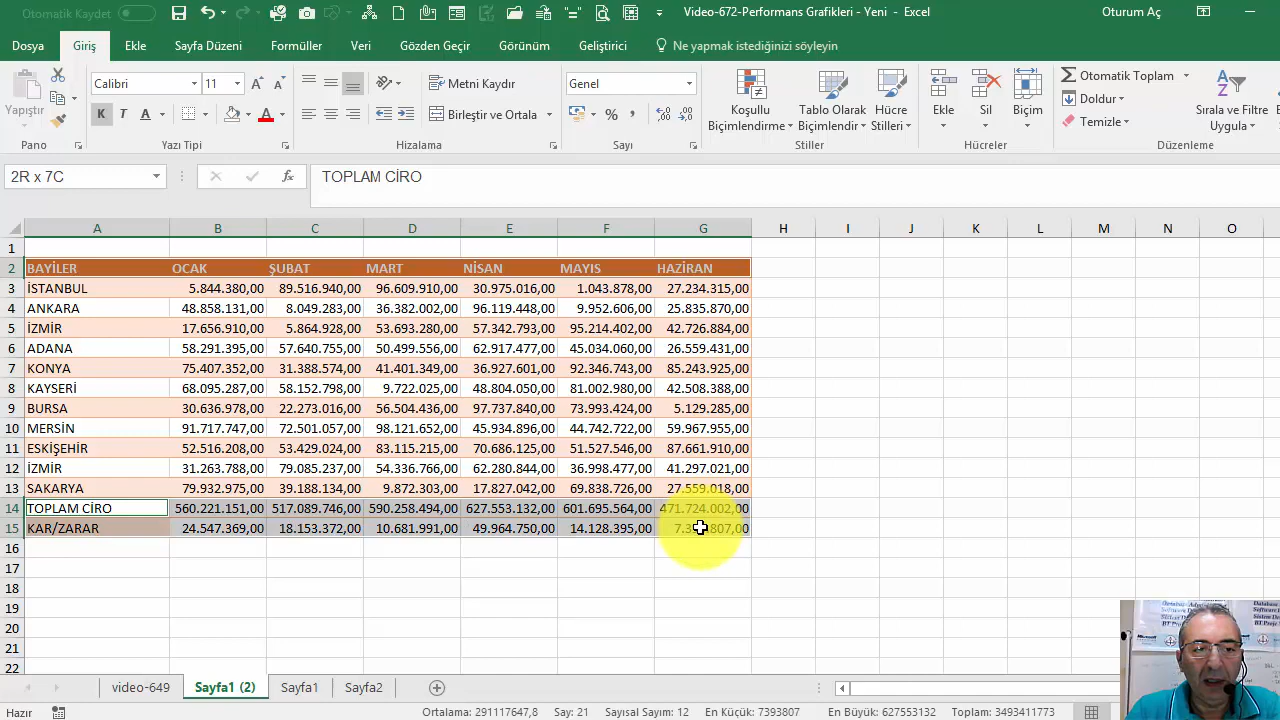 Otomatik Kaydet
Video-672-Performans Grafikleri - Yeni - Excel
Oturum Aç
Dosya Giriş Ekle Sayfa Düzeni Formüller Veri Gözden Geçir Görünüm Geliştirici Ne yapmak istediğinizi söyleyin
Yapıştır
Pano
Calibri 11
K T A
Yazı Tipi
Metni Kaydır
Birleştir ve Ortala
Hizalama
Genel
Sayı
Koşullu Biçimlendirme
Tablo Olarak Biçimlendir
Hücre Stilleri
Stiller
Ekle
Sil
Biçim
Hücreler
Otomatik Toplam
Doldur
Temizle
Sırala ve Filtre Uygula
Düzenleme
2R x 7C
fx TOPLAM CİRO
A B C D E F G H I J K L M N O
1
2 BAYİLER OCAK ŞUBAT MART NİSAN MAYIS HAZİRAN
3 İSTANBUL 5.844.380,00 89.516.940,00 96.609.910,00 30.975.016,00 1.043.878,00 27.234.315,00
4 ANKARA 48.858.131,00 8.049.283,00 36.382.002,00 96.119.448,00 9.952.606,00 25.835.870,00
5 İZMİR 17.656.910,00 5.864.928,00 53.693.280,00 57.342.793,00 95.214.402,00 42.726.884,00
6 ADANA 58.291.395,00 57.640.755,00 50.499.556,00 62.917.477,00 45.034.060,00 26.559.431,00
7 KONYA 75.407.352,00 31.388.574,00 41.401.349,00 36.927.601,00 92.346.743,00 85.243.925,00
8 KAYSERİ 68.095.287,00 58.152.798,00 9.722.025,00 48.804.050,00 81.002.980,00 42.508.388,00
9 BURSA 30.636.978,00 22.273.016,00 56.504.436,00 97.737.840,00 73.993.424,00 5.129.285,00
10 MERSİN 91.717.747,00 72.501.057,00 98.121.652,00 45.934.896,00 44.742.722,00 59.967.955,00
11 ESKİŞEHİR 52.516.208,00 53.429.024,00 83.115.215,00 70.686.125,00 51.527.546,00 87.661.910,00
12 İZMİR 31.263.788,00 79.085.237,00 54.336.766,00 62.280.844,00 36.998.477,00 41.297.021,00
13 SAKARYA 79.932.975,00 39.188.134,00 9.872.303,00 17.827.042,00 69.838.726,00 27.559.018,00
14 TOPLAM CİRO 560.221.151,00 517.089.746,00 590.258.494,00 627.553.132,00 601.695.564,00 471.724.002,00
15 KAR/ZARAR 24.547.369,00 18.153.372,00 10.681.991,00 49.964.750,00 14.128.395,00
16
17
18
19
20
21
22
video-649 Sayfa1 (2) Sayfa1 Sayfa2
Hazır
Ortalama: 291117647,8 Say: 21 Sayısal Sayım: 12 En Küçük: 7393807 En Büyük: 627553132 Toplam: 3493411773